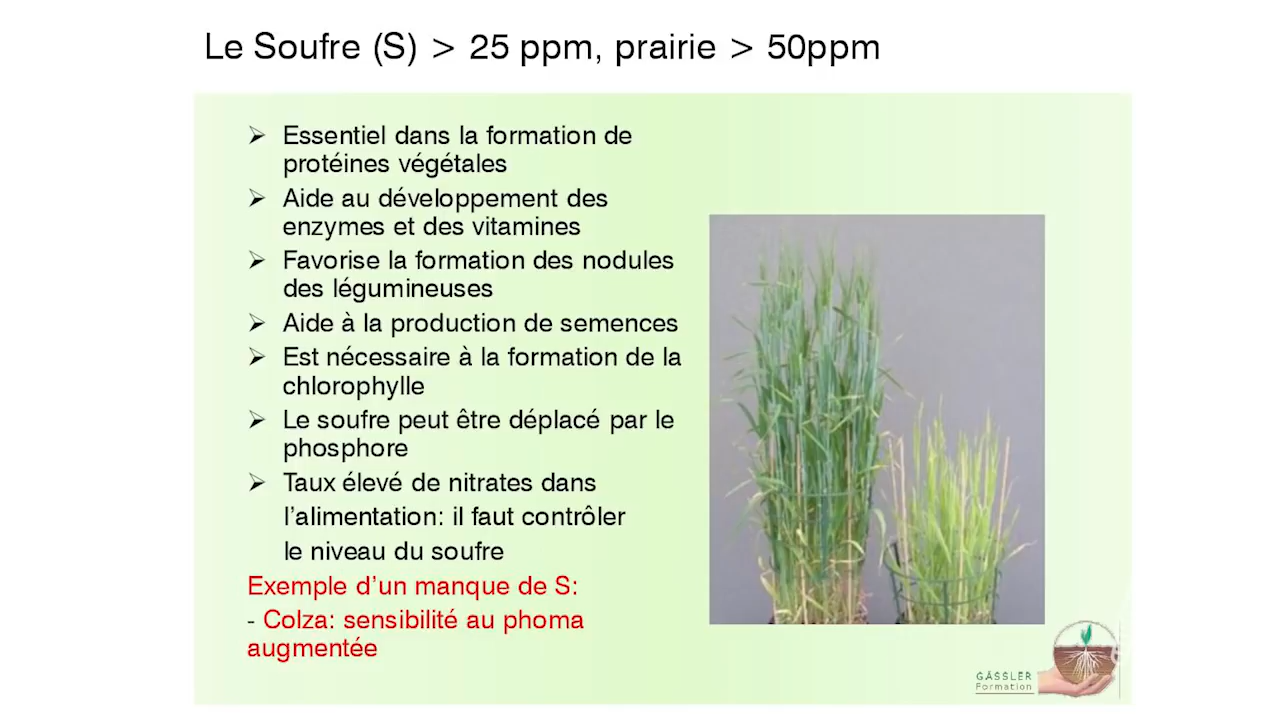 Le Soufre (S) > 25 ppm, prairie > 50ppm
➢ Essentiel dans la formation de
protéines végétales
➢ Aide au développement des
enzymes et des vitamines
➢ Favorise la formation des nodules
des légumineuses
➢ Aide à la production de semences
➢ Est nécessaire à la formation de la
chlorophylle
➢ Le soufre peut être déplacé par le
phosphore
➢ Taux élevé de nitrates dans
l’alimentation: il faut contrôler
le niveau du soufre
Exemple d’un manque de S:
- Colza: sensibilité au phoma
augmentée
GÄSSLER
Formation